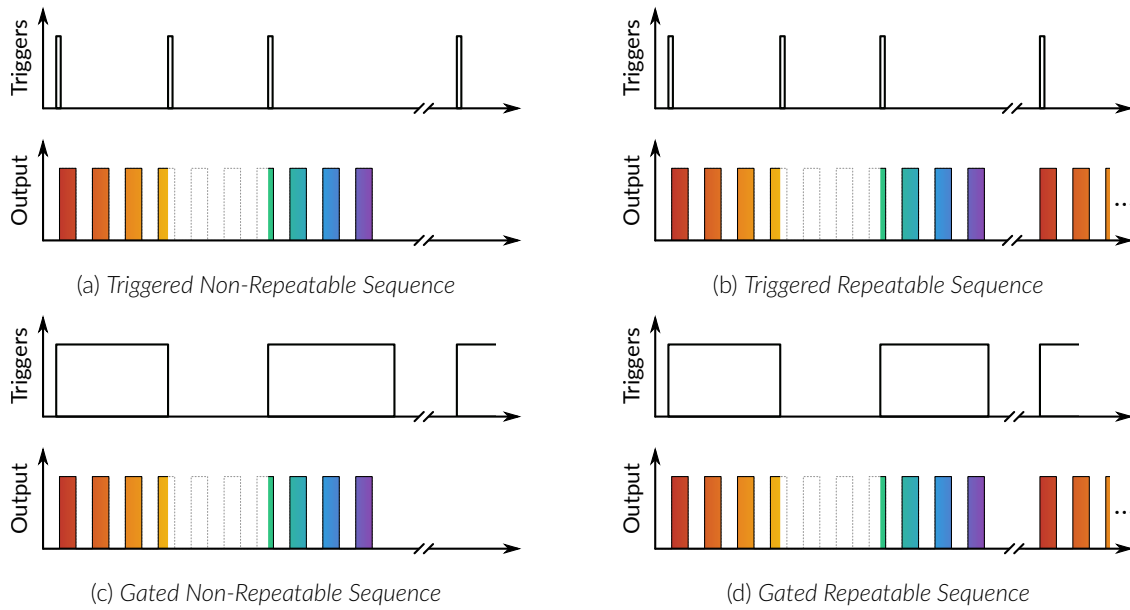 Triggers
Triggers
Output
Output
..
(a) Triggered Non-Repeatable Sequence
(b) Triggered Repeatable Sequence
Triggers
Triggers
Output
Output
..
(c) Gated Non-Repeatable Sequence
(d) Gated Repeatable Sequence